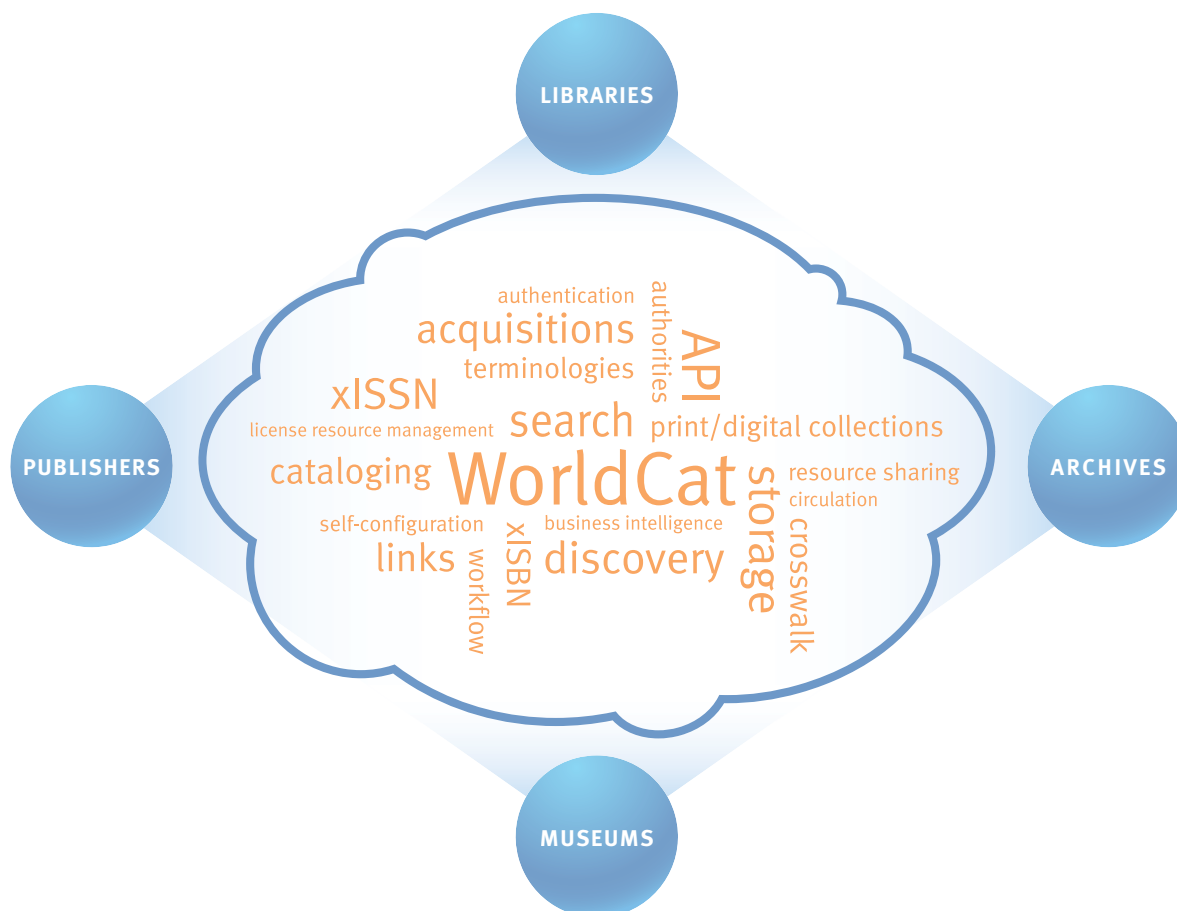 LIBRARIES
authentication
acquisitions
authorities
API
terminologies
xISSN
search
print/digital collections
license resource management
PUBLISHERS
cataloging
WorldCat
storage
resource sharing
circulation
ARCHIVES
self-configuration
xISBN
business intelligence
crosswalk
links
workflow
discovery
MUSEUMS